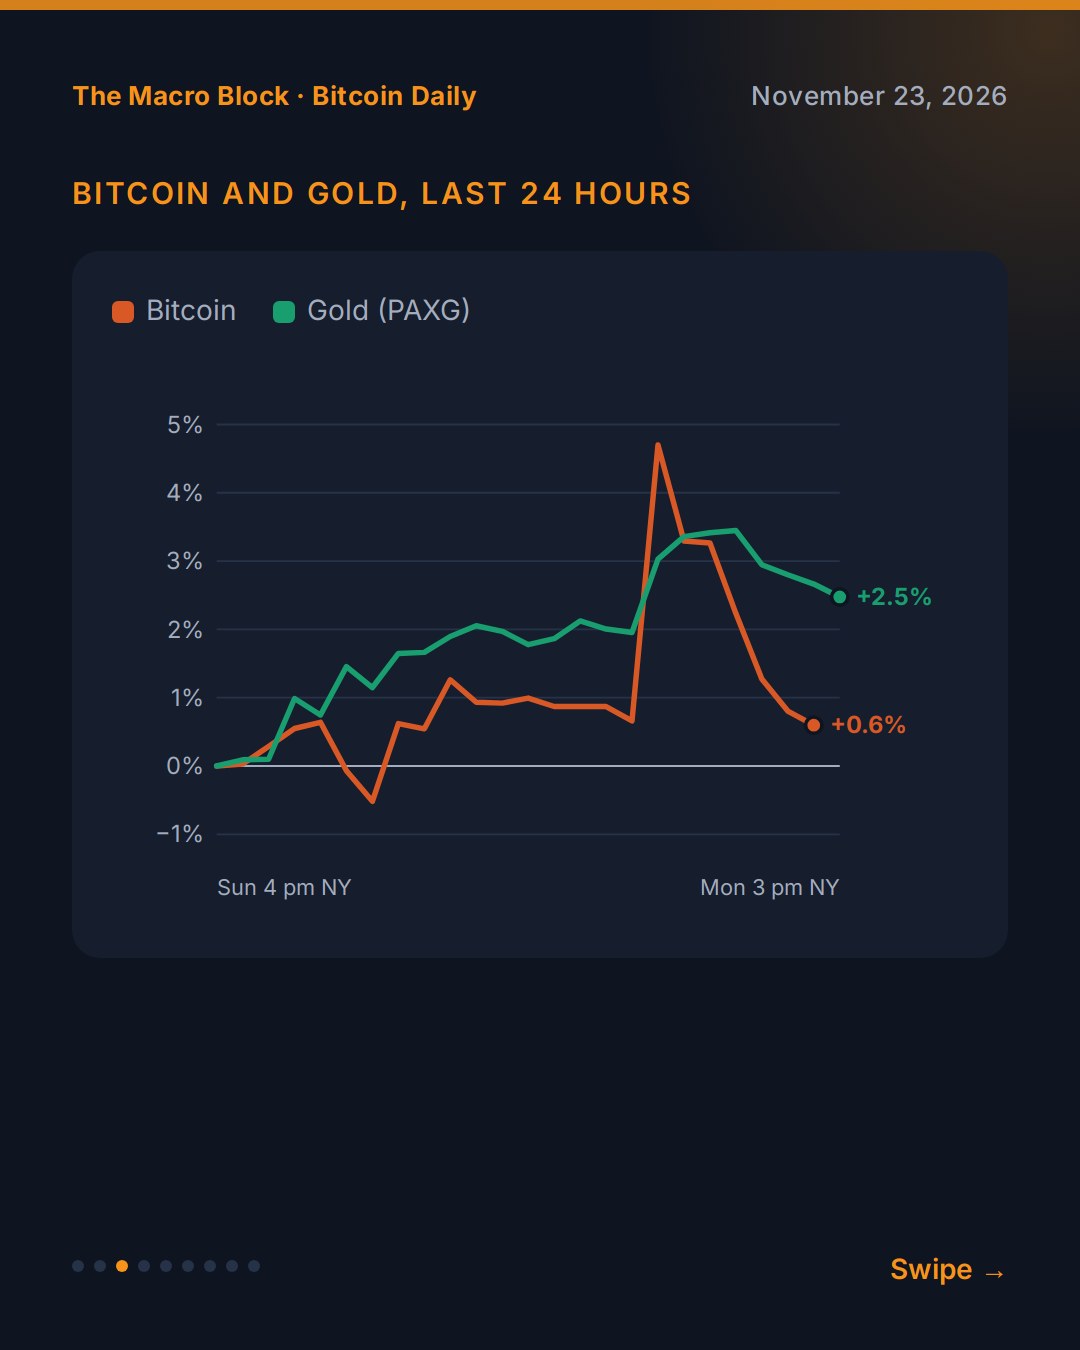 The Macro Block · Bitcoin Daily
November 23, 2026
BITCOIN AND GOLD, LAST 24 HOURS
Bitcoin
Gold (PAXG)
5%
4%
3%
2%
1%
0%
−1%
+2.5%
+0.6%
Sun 4 pm NY
Mon 3 pm NY
Swipe →